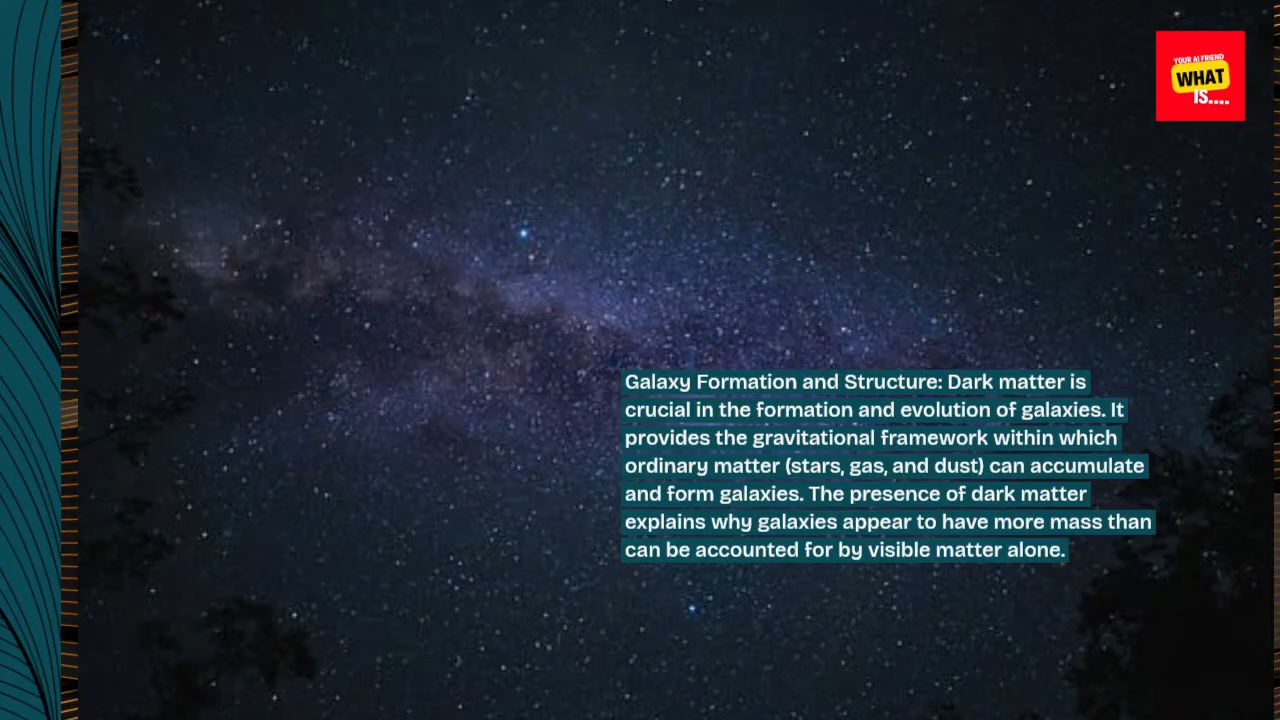 YOUR AI FRIEND
WHAT
IS....
Galaxy Formation and Structure: Dark matter is
crucial in the formation and evolution of galaxies. It
provides the gravitational framework within which
ordinary matter (stars, gas, and dust) can accumulate
and form galaxies. The presence of dark matter
explains why galaxies appear to have more mass than
can be accounted for by visible matter alone.